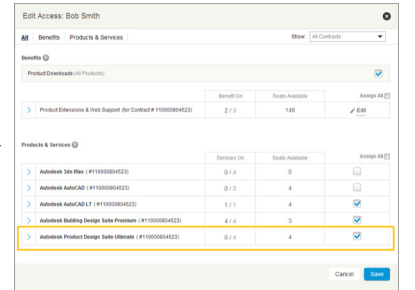 Edit Access: Bob Smith
All Benefits Products & Services Show: All Contracts
Benefits
Product Downloads (All Products)
Benefit On Seats Available Assign All
Product Extensions & Web Support (for Contract # 110000804523) 2 / 3 148 Edit
Products & Services
Services On Seats Available Assign All
Autodesk 3ds Max (#110000804523) 0 / 4 5
Autodesk AutoCAD (#110000804523) 0 / 3 4
Autodesk AutoCAD LT (#110000804523) 1 / 1 4
Autodesk Building Design Suite Premium (#110000804523) 4 / 4 3
Autodesk Product Design Suite Ultimate (#110000804523) 0 / 4 4
Cancel Save